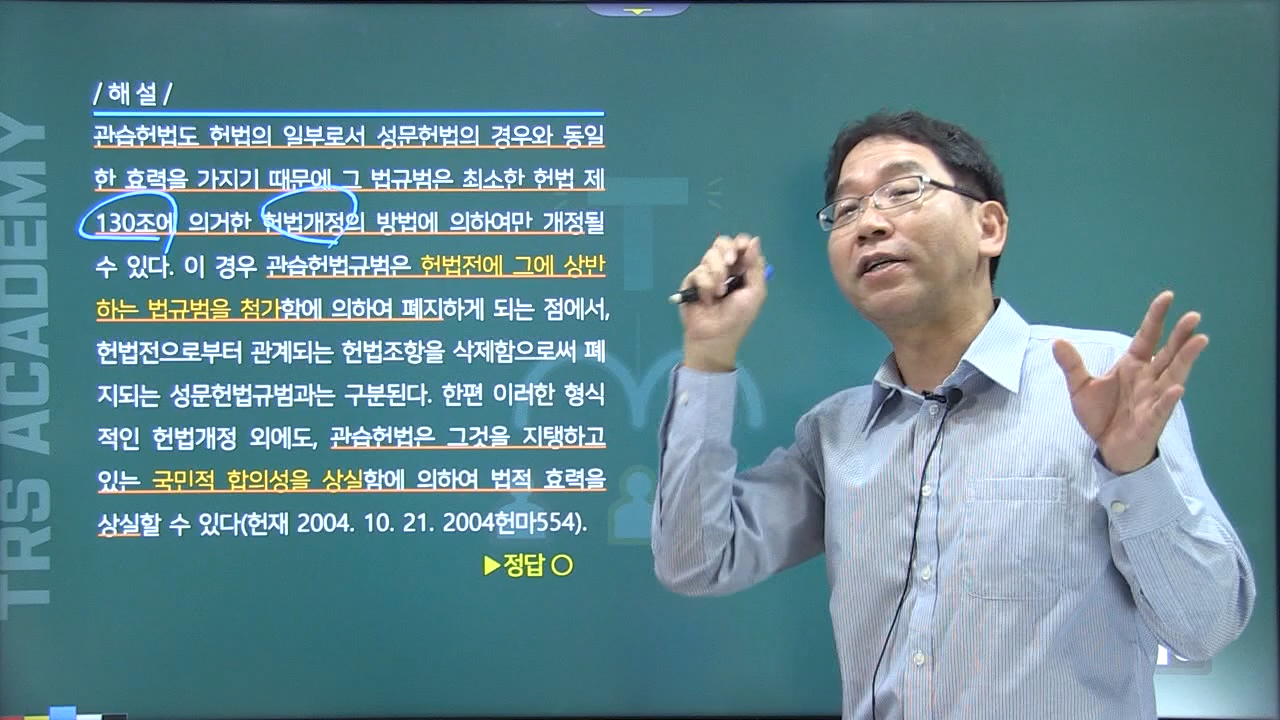 TRS ACADEMY
/ 해 설 /
관습헌법도 헌법의 일부로서 성문헌법의 경우와 동일
한 효력을 가지기 때문에 그 법규범은 최소한 헌법 제
130조에 의거한 헌법개정의 방법에 의하여만 개정될
수 있다. 이 경우 관습헌법규범은 헌법전에 그에 상반
하는 법규범을 첨가함에 의하여 폐지하게 되는 점에서,
헌법전으로부터 관계되는 헌법조항을 삭제함으로써 폐
지되는 성문헌법규범과는 구분된다. 한편 이러한 형식
적인 헌법개정 외에도, 관습헌법은 그것을 지탱하고
있는 국민적 합의성을 상실함에 의하여 법적 효력을
상실할 수 있다(헌재 2004. 10. 21. 2004헌마554).
▶정답 ○